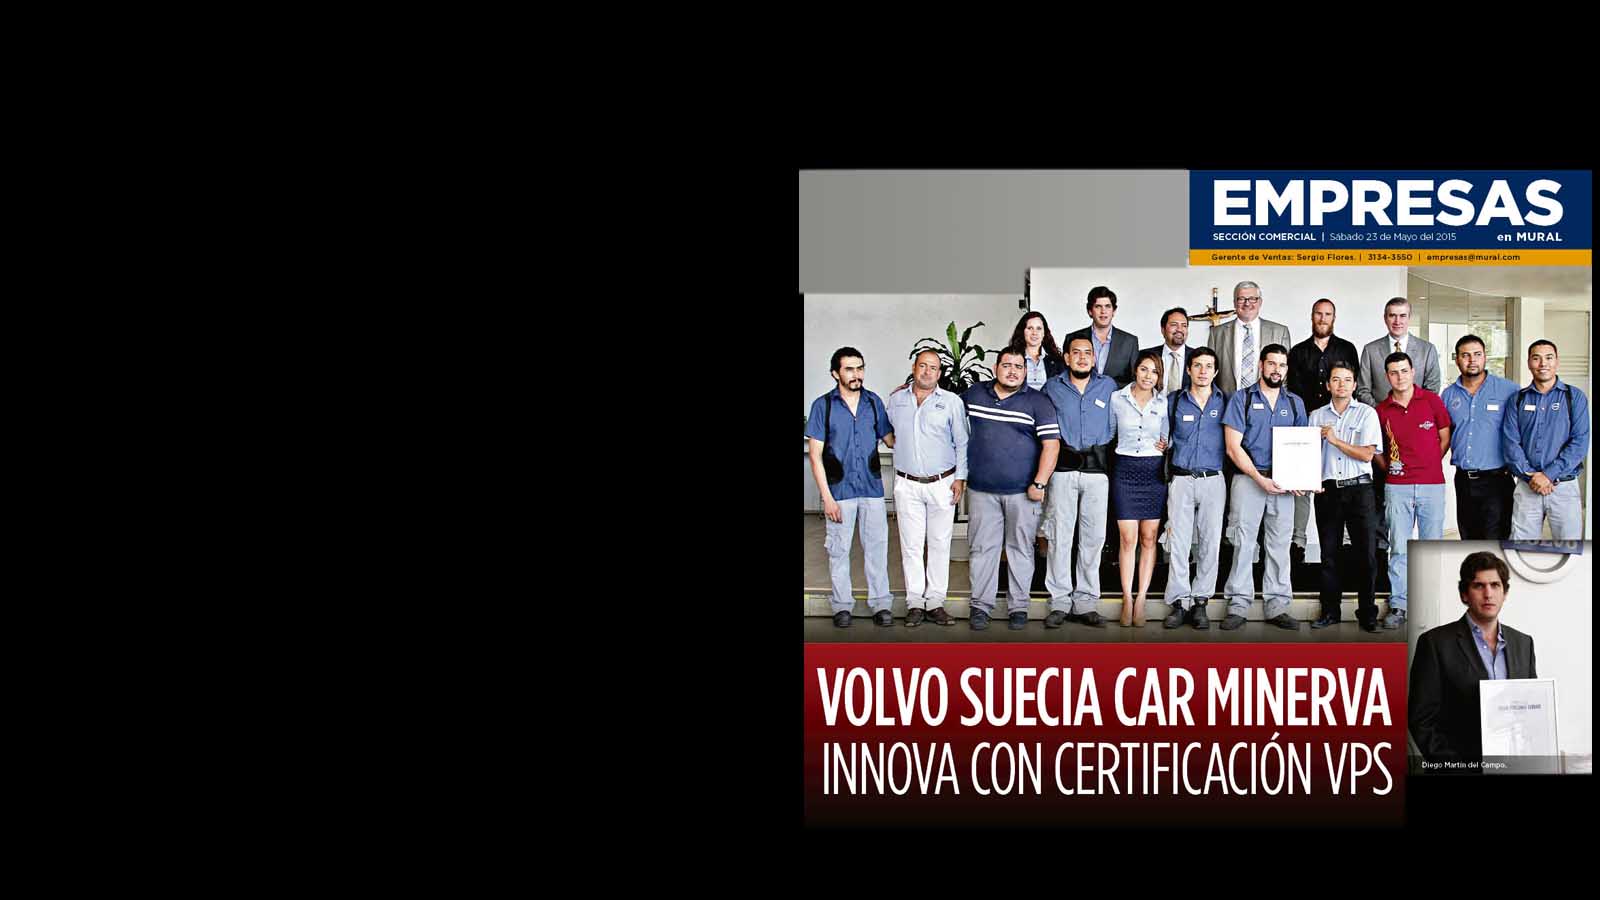 EMPRESAS
SECCIÓN COMERCIAL | Sábado 23 de Mayo del 2015 en MURAL
Gerente de Ventas: Sergio Flores. | 3134-3550 | empresas@mural.com
VOLVO SUECIA CAR MINERVA
INNOVA CON CERTIFICACIÓN VPS
Diego Martín del Campo.